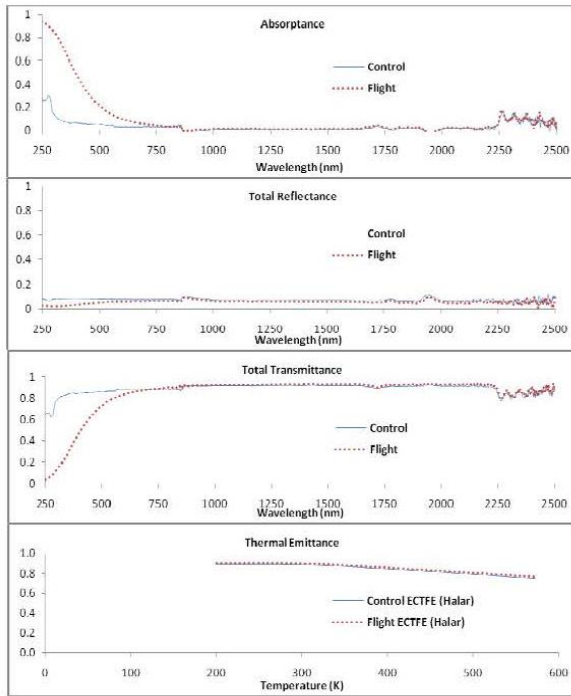 Absorptance
1
0.8
0.6
0.4
0.2
0
Control
Flight
250 500 750 1000 1250 1500 1750 2000 2250 2500
Wavelength (nm)
Total Reflectance
1
0.8
0.6
0.4
0.2
0
Control
Flight
250 500 750 1000 1250 1500 1750 2000 2250 2500
Wavelength (nm)
Total Transmittance
1
0.8
0.6
0.4
0.2
0
Control
Flight
250 500 750 1000 1250 1500 1750 2000 2250 2500
Wavelength (nm)
Thermal Emittance
1.0
0.8
0.6
0.4
0.2
0.0
Control ECTFE (Halar)
Flight ECTFE (Halar)
0 100 200 300 400 500 600
Temperature (K)